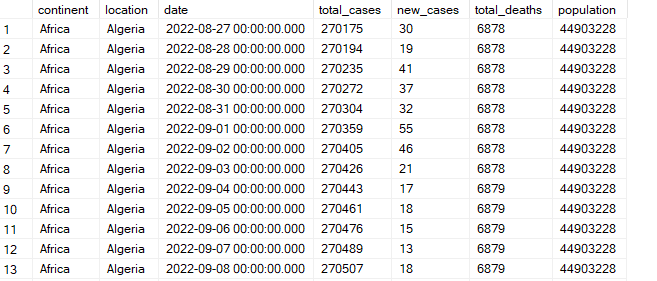 continent location date total_cases new_cases total_deaths population
1 Africa Algeria 2022-08-27 00:00:00.000 270175 30 6878 44903228
2 Africa Algeria 2022-08-28 00:00:00.000 270194 19 6878 44903228
3 Africa Algeria 2022-08-29 00:00:00.000 270235 41 6878 44903228
4 Africa Algeria 2022-08-30 00:00:00.000 270272 37 6878 44903228
5 Africa Algeria 2022-08-31 00:00:00.000 270304 32 6878 44903228
6 Africa Algeria 2022-09-01 00:00:00.000 270359 55 6878 44903228
7 Africa Algeria 2022-09-02 00:00:00.000 270405 46 6878 44903228
8 Africa Algeria 2022-09-03 00:00:00.000 270426 21 6878 44903228
9 Africa Algeria 2022-09-04 00:00:00.000 270443 17 6879 44903228
10 Africa Algeria 2022-09-05 00:00:00.000 270461 18 6879 44903228
11 Africa Algeria 2022-09-06 00:00:00.000 270476 15 6879 44903228
12 Africa Algeria 2022-09-07 00:00:00.000 270489 13 6879 44903228
13 Africa Algeria 2022-09-08 00:00:00.000 270507 18 6879 44903228